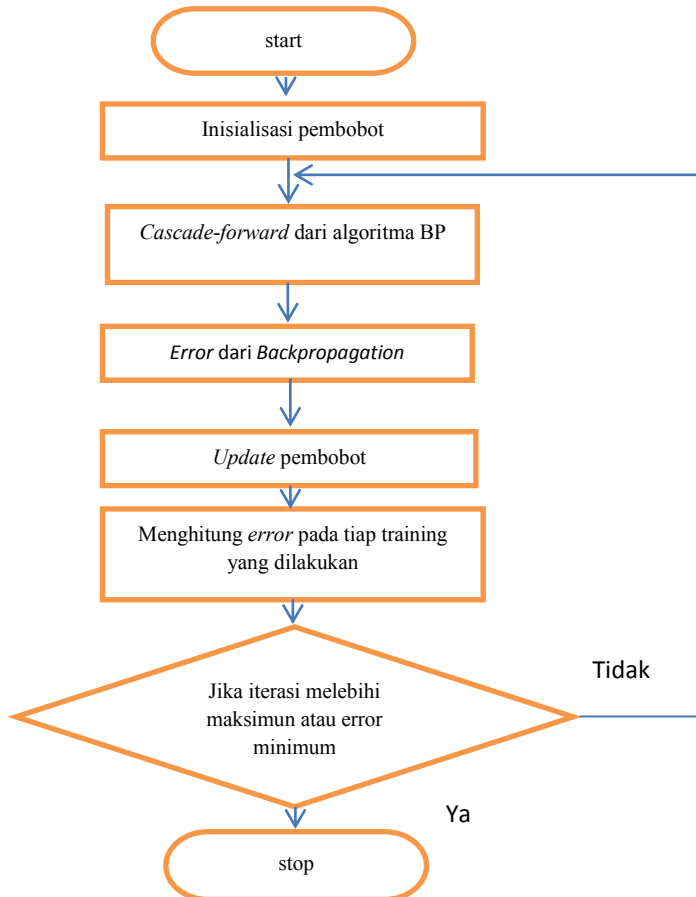 start
Inisialisasi pembobot
Cascade-forward dari algoritma BP
Error dari Backpropagation
Update pembobot
Menghitung error pada tiap training
yang dilakukan
Jika iterasi melebihi
maksimun atau error
minimum
Tidak
Ya
stop